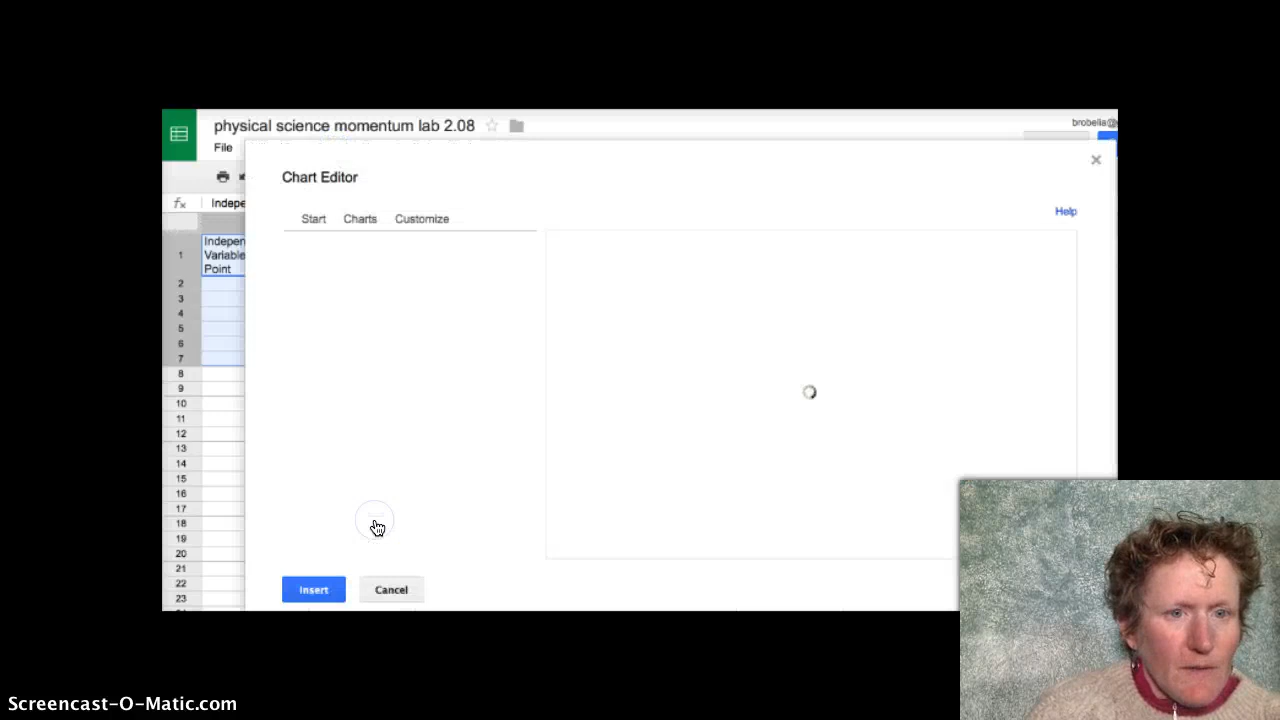 physical science momentum lab 2.08
brobelia@
File
Chart Editor
fx Indepe
Start Charts Customize
Help
Indepen
Variable
Point
1
2
3
4
5
6
7
8
9
10
11
12
13
14
15
16
17
18
19
20
21
22
23
Insert Cancel
Screencast-O-Matic.com